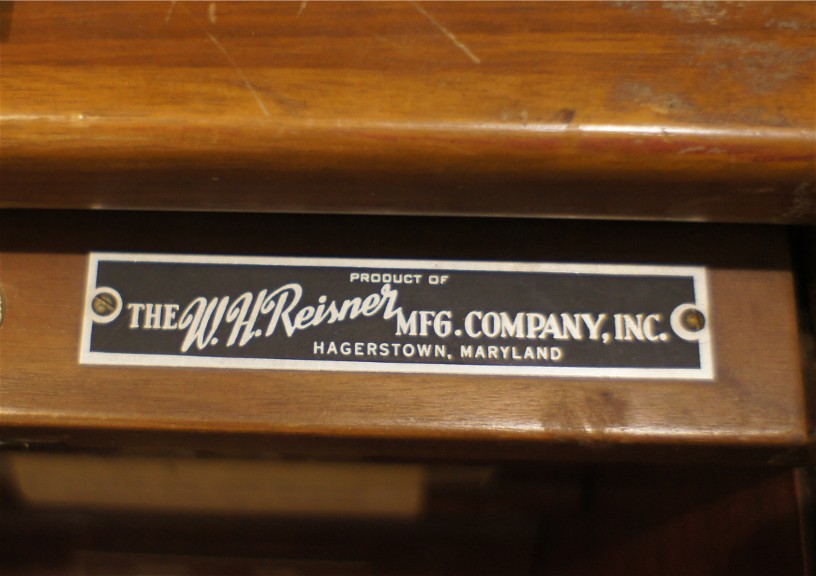 PRODUCT OF
THE W.H. Reisner MFG. COMPANY, INC.
HAGERSTOWN, MARYLAND